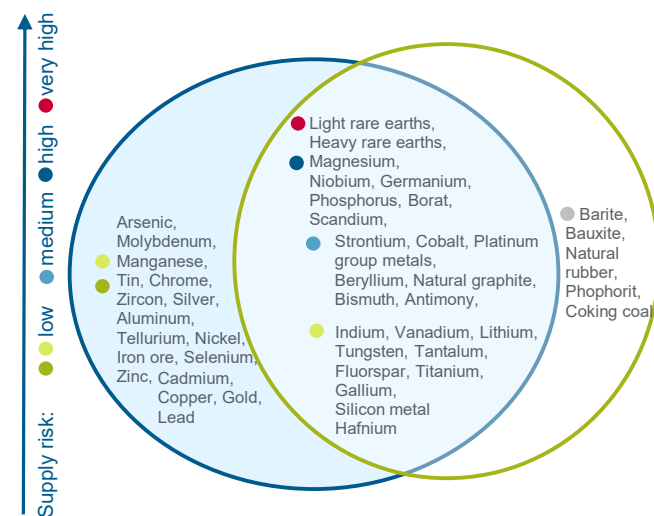 Supply risk: low medium high very high
Light rare earths,
Heavy rare earths,
Magnesium,
Niobium, Germanium,
Phosphorus, Borat,
Scandium,
Strontium, Cobalt, Platinum
group metals,
Beryllium, Natural graphite,
Bismuth, Antimony,
Indium, Vanadium, Lithium,
Tungsten, Tantalum,
Fluorspar, Titanium,
Gallium,
Silicon metal
Hafnium
Arsenic,
Molybdenum,
Manganese,
Tin, Chrome,
Zircon, Silver,
Aluminum,
Tellurium, Nickel,
Iron ore, Selenium,
Zinc, Cadmium,
Copper, Gold,
Lead
Barite,
Bauxite,
Natural
rubber,
Phophorit,
Coking coal